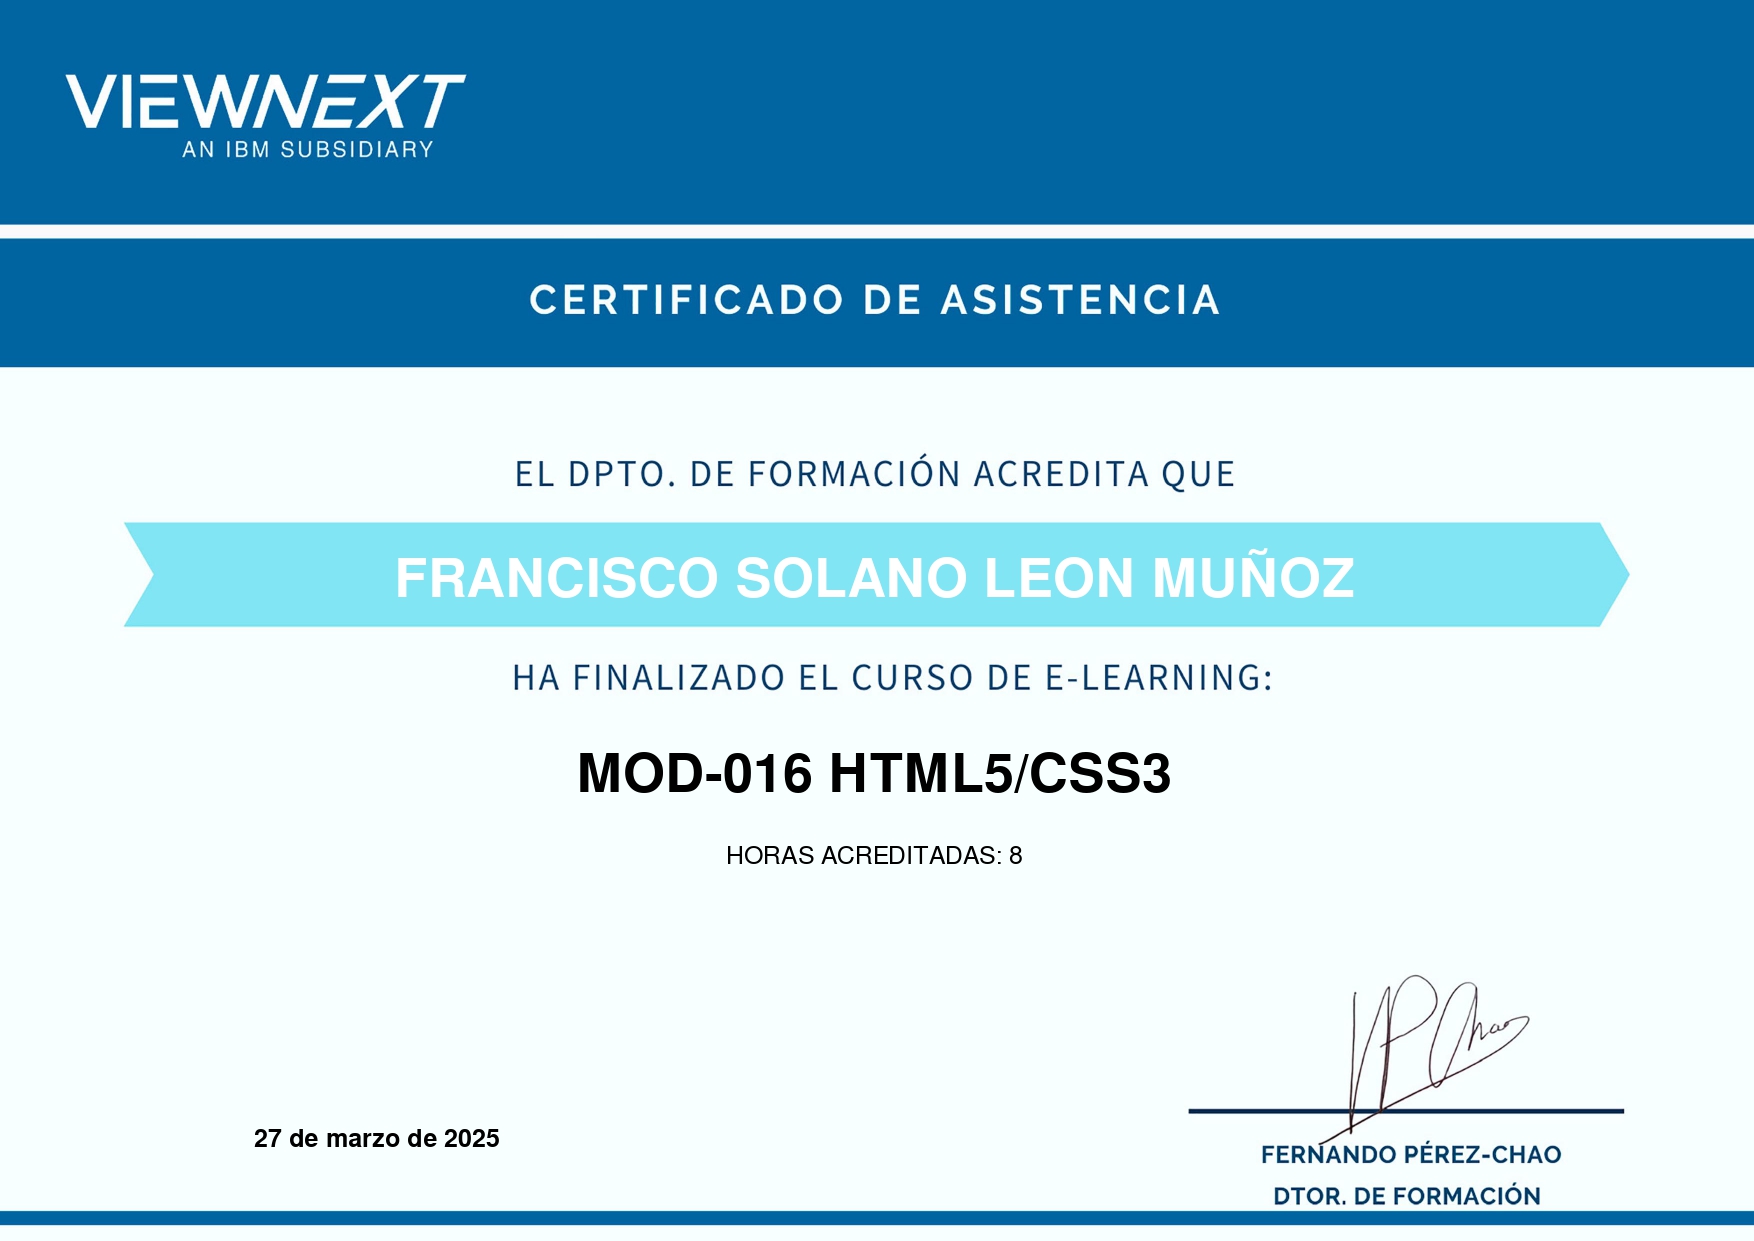 VIEWNEXT
AN IBM SUBSIDIARY
CERTIFICADO DE ASISTENCIA
EL DPTO. DE FORMACIÓN ACREDITA QUE
FRANCISCO SOLANO LEON MUÑOZ
HA FINALIZADO EL CURSO DE E-LEARNING:
MOD-016 HTML5/CSS3
HORAS ACREDITADAS: 8
27 de marzo de 2025
FERNANDO PÉREZ-CHAO
DTOR. DE FORMACIÓN